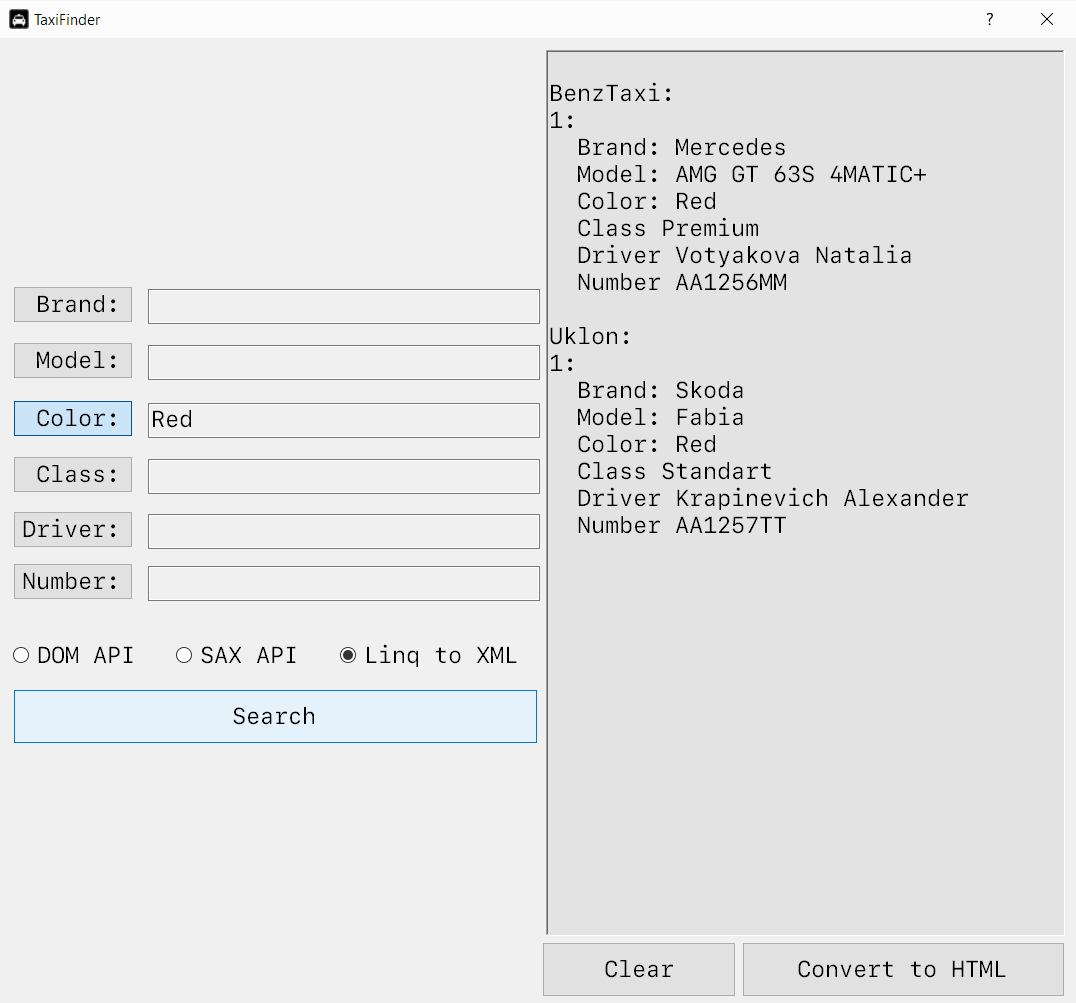 TaxiFinder
Brand:
Model:
Color: Red
Class:
Driver:
Number:
DOM API SAX API Linq to XML
Search
BenzTaxi:
1:
Brand: Mercedes
Model: AMG GT 63S 4MATIC+
Color: Red
Class Premium
Driver Votyakova Natalia
Number AA1256MM
Uklon:
1:
Brand: Skoda
Model: Fabia
Color: Red
Class Standart
Driver Krapinevich Alexander
Number AA1257TT
Clear Convert to HTML